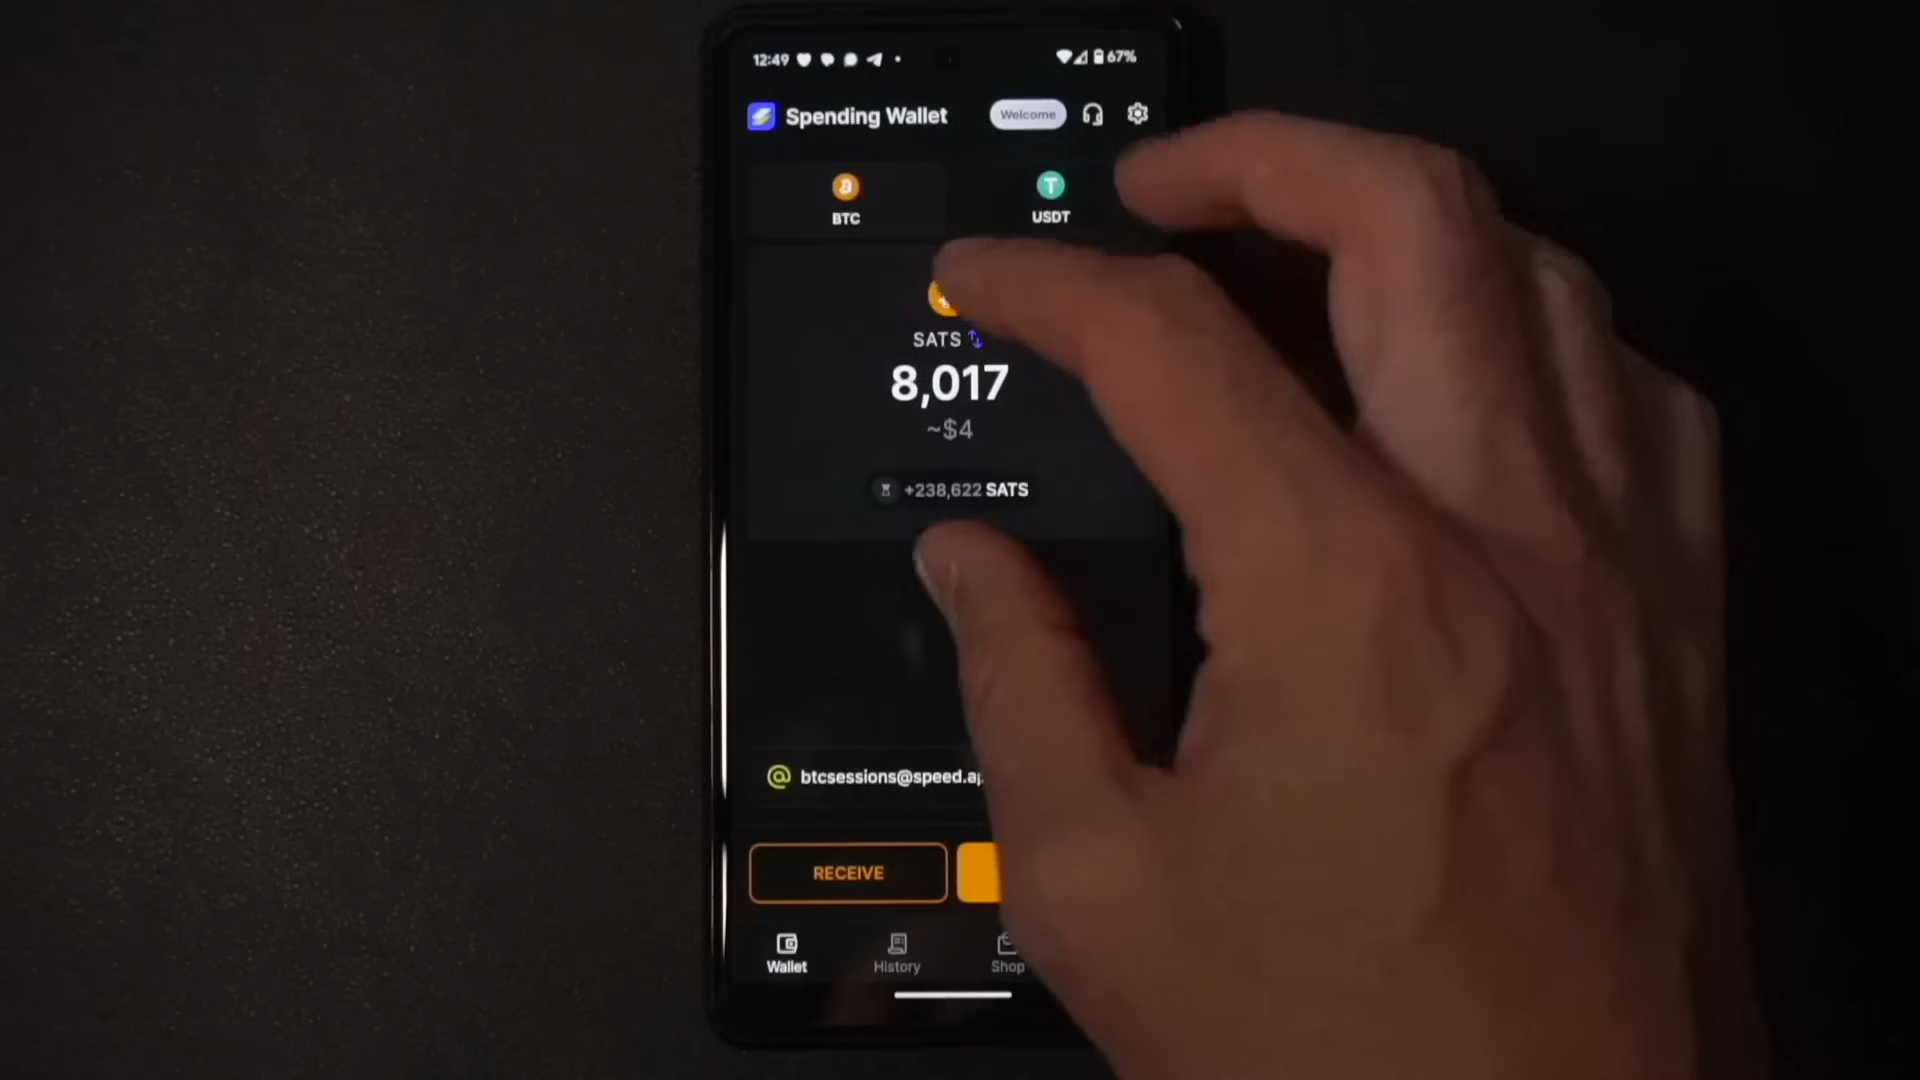 12:49
67%
Spending Wallet
Welcome
BTC
USDT
SATS
8,017
~$4
+238,622 SATS
btcsessions@speed.ap
RECEIVE
Wallet
History
Shop